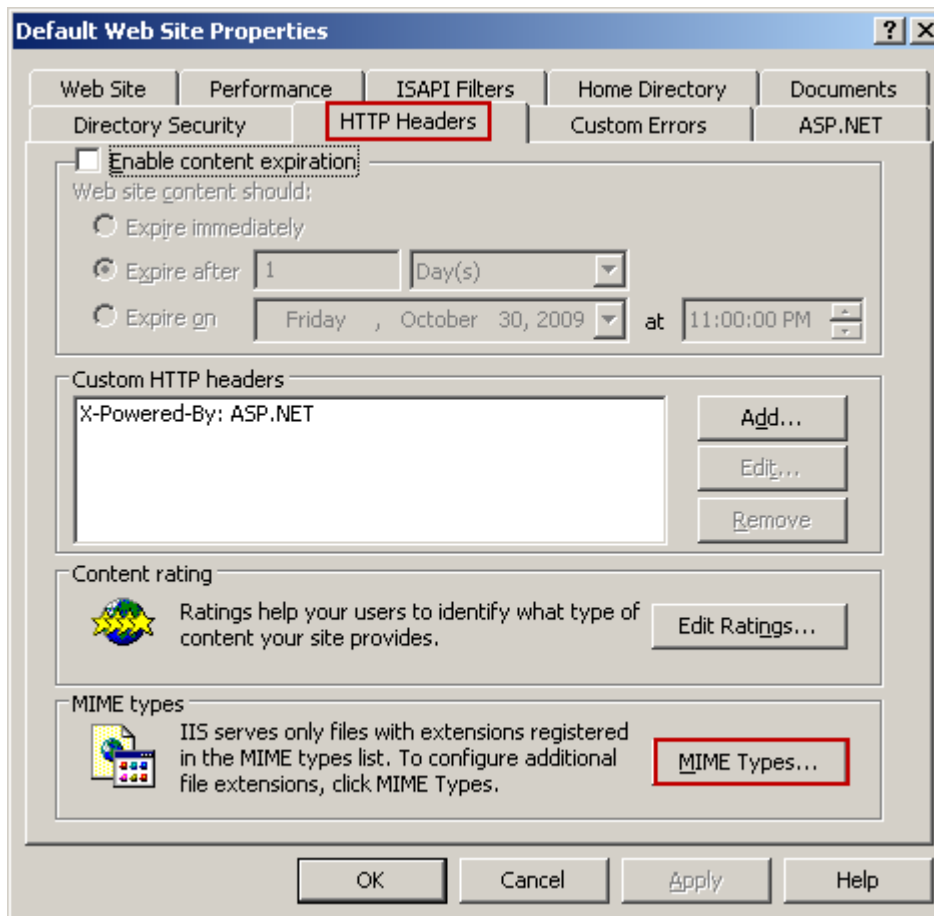 Default Web Site Properties
Web Site
Performance
ISAPI Filters
Home Directory
Documents
Directory Security
HTTP Headers
Custom Errors
ASP.NET
Enable content expiration
Web site content should:
Expire immediately
Expire after 1 Day(s)
Expire on Friday , October 30, 2009 at 11:00:00 PM
Custom HTTP headers
X-Powered-By: ASP.NET
Add...
Edit...
Remove
Content rating
Ratings help your users to identify what type of
content your site provides.
Edit Ratings...
MIME types
IIS serves only files with extensions registered
in the MIME types list. To configure additional
file extensions, click MIME Types.
MIME Types...
OK
Cancel
Apply
Help